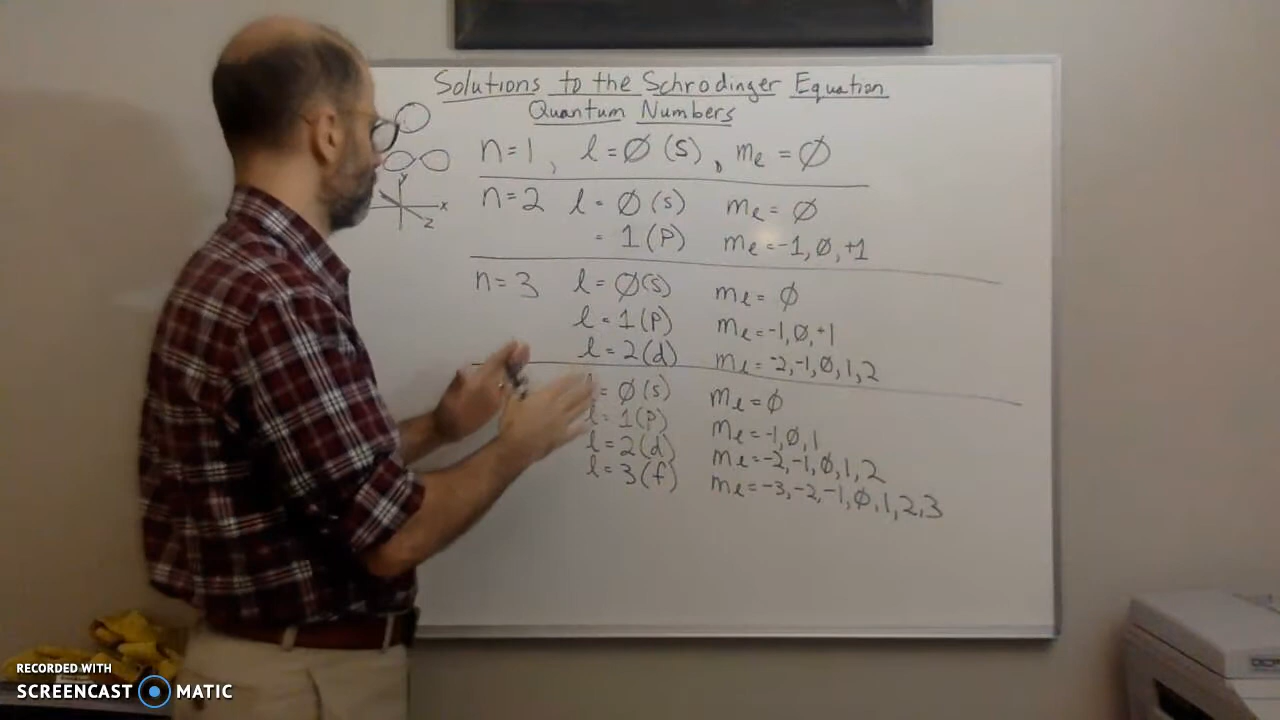 Solutions to the Schrodinger Equation
Quantum Numbers
n=1, l=∅ (s), ml=∅
n=2 l=∅(s) ml=∅
=1(p) ml=-1,∅,+1
n=3 l=∅(s) ml=∅
l=1(p) ml=-1,∅,+1
l=2(d) ml=-2,-1,∅,1,2
l=∅(s) ml=∅
l=1(p) ml=-1,∅,1
l=2(d) ml=-2,-1,∅,1,2
l=3(f) ml=-3,-2,-1,∅,1,2,3
y
x
z
RECORDED WITH
SCREENCAST MATIC